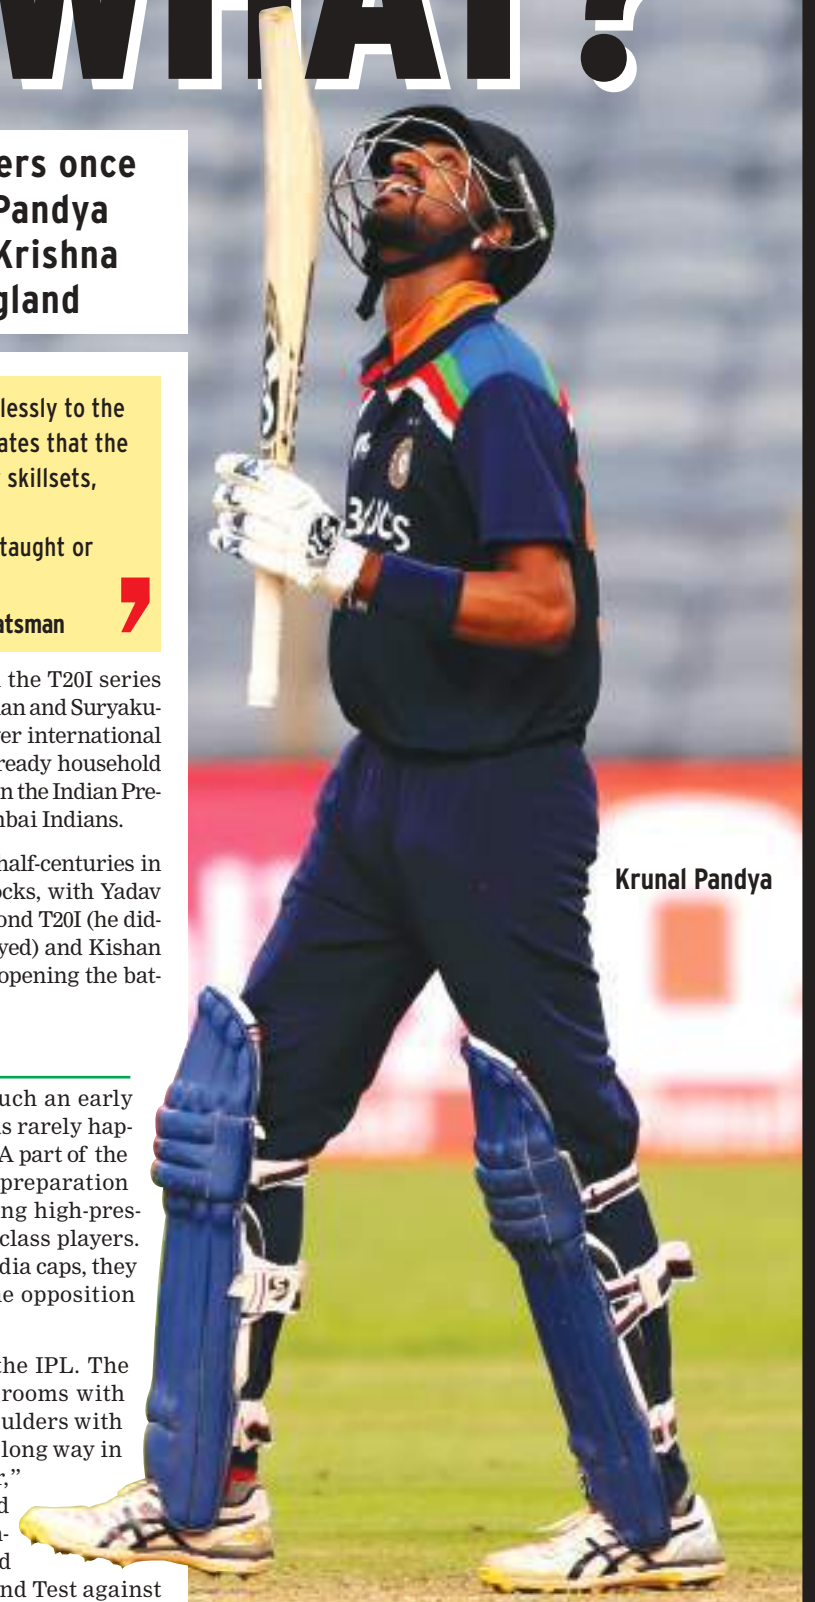 WHAT?
ers once
Pandya
Krishna
gland
lessly to the
ates that the
skillsets,
taught or
atsman
the T20I series
an and Suryaku-
er international
ready household
n the Indian Pre-
nbai Indians.
half-centuries in
ocks, with Yadav
ond T20I (he did-
yed) and Kishan
opening the bat-
Krunal Pandya
uch an early
s rarely hap-
A part of the
preparation
ng high-pres-
class players.
dia caps, they
e opposition
the IPL. The
rooms with
ulders with
long way in
r,”
d
n-
d
nd Test against